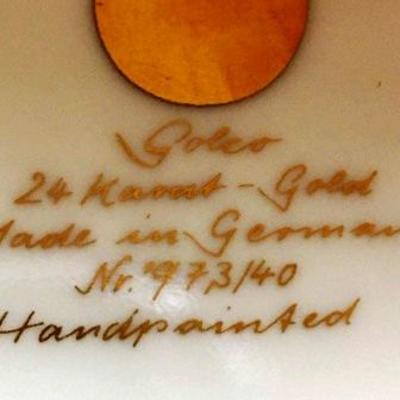 Goleo
24 Karat-Gold
Made in German
Nr. 973/40
Handpainted